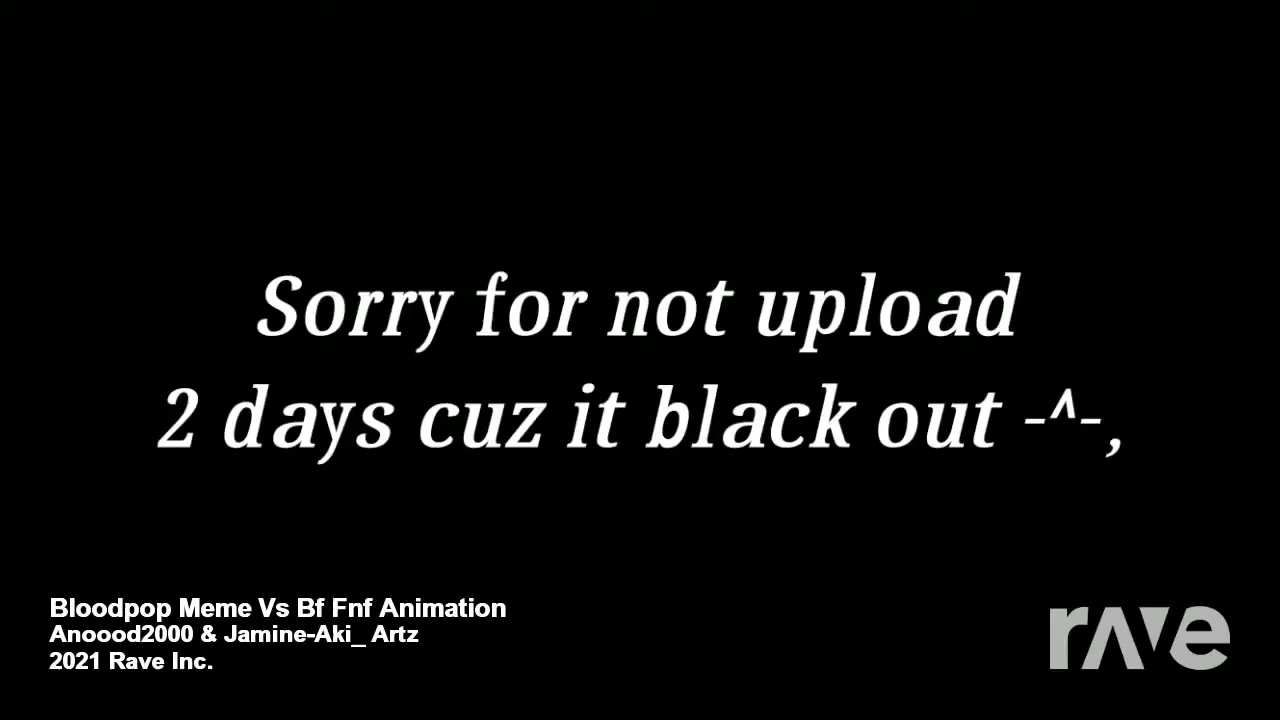 Sorry for not upload
2 days cuz it black out -^-,
Bloodpop Meme Vs Bf Fnf Animation
Anoood2000 & Jamine-Aki_ Artz
2021 Rave Inc.
rave